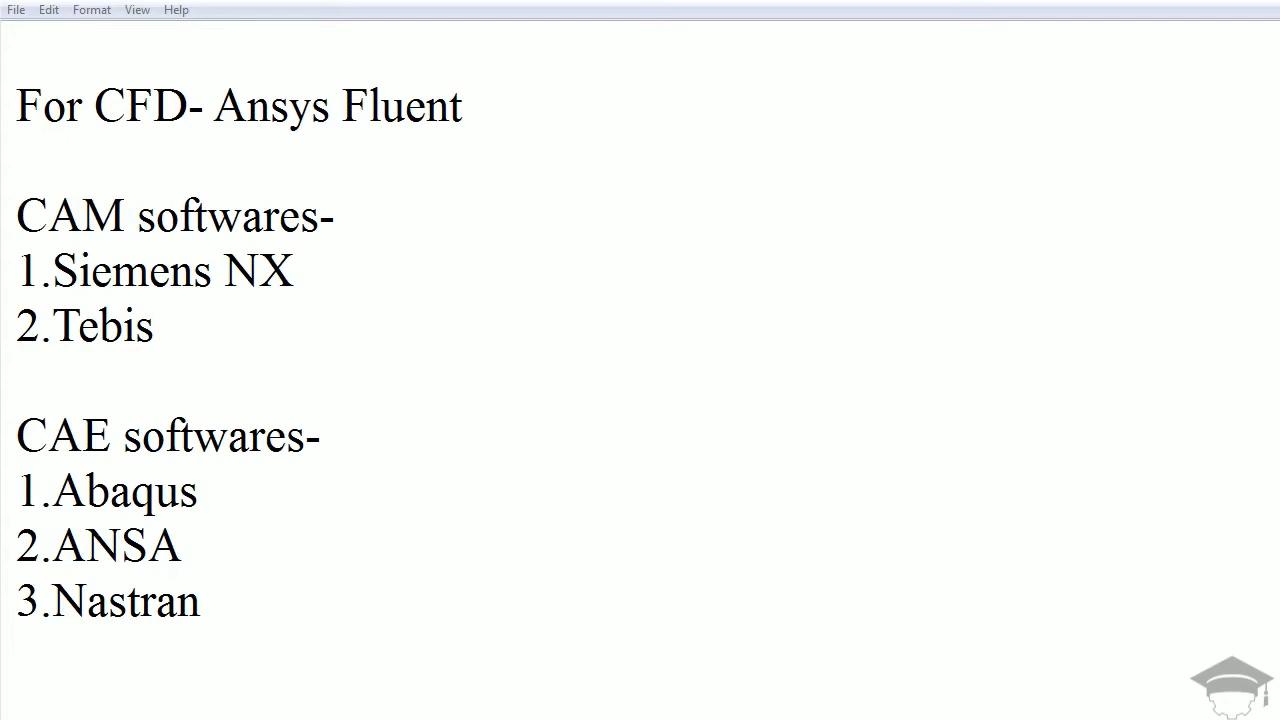 File Edit Format View Help
For CFD- Ansys Fluent
CAM softwares-
1.Siemens NX
2.Tebis
CAE softwares-
1.Abaqus
2.ANSA
3.Nastran